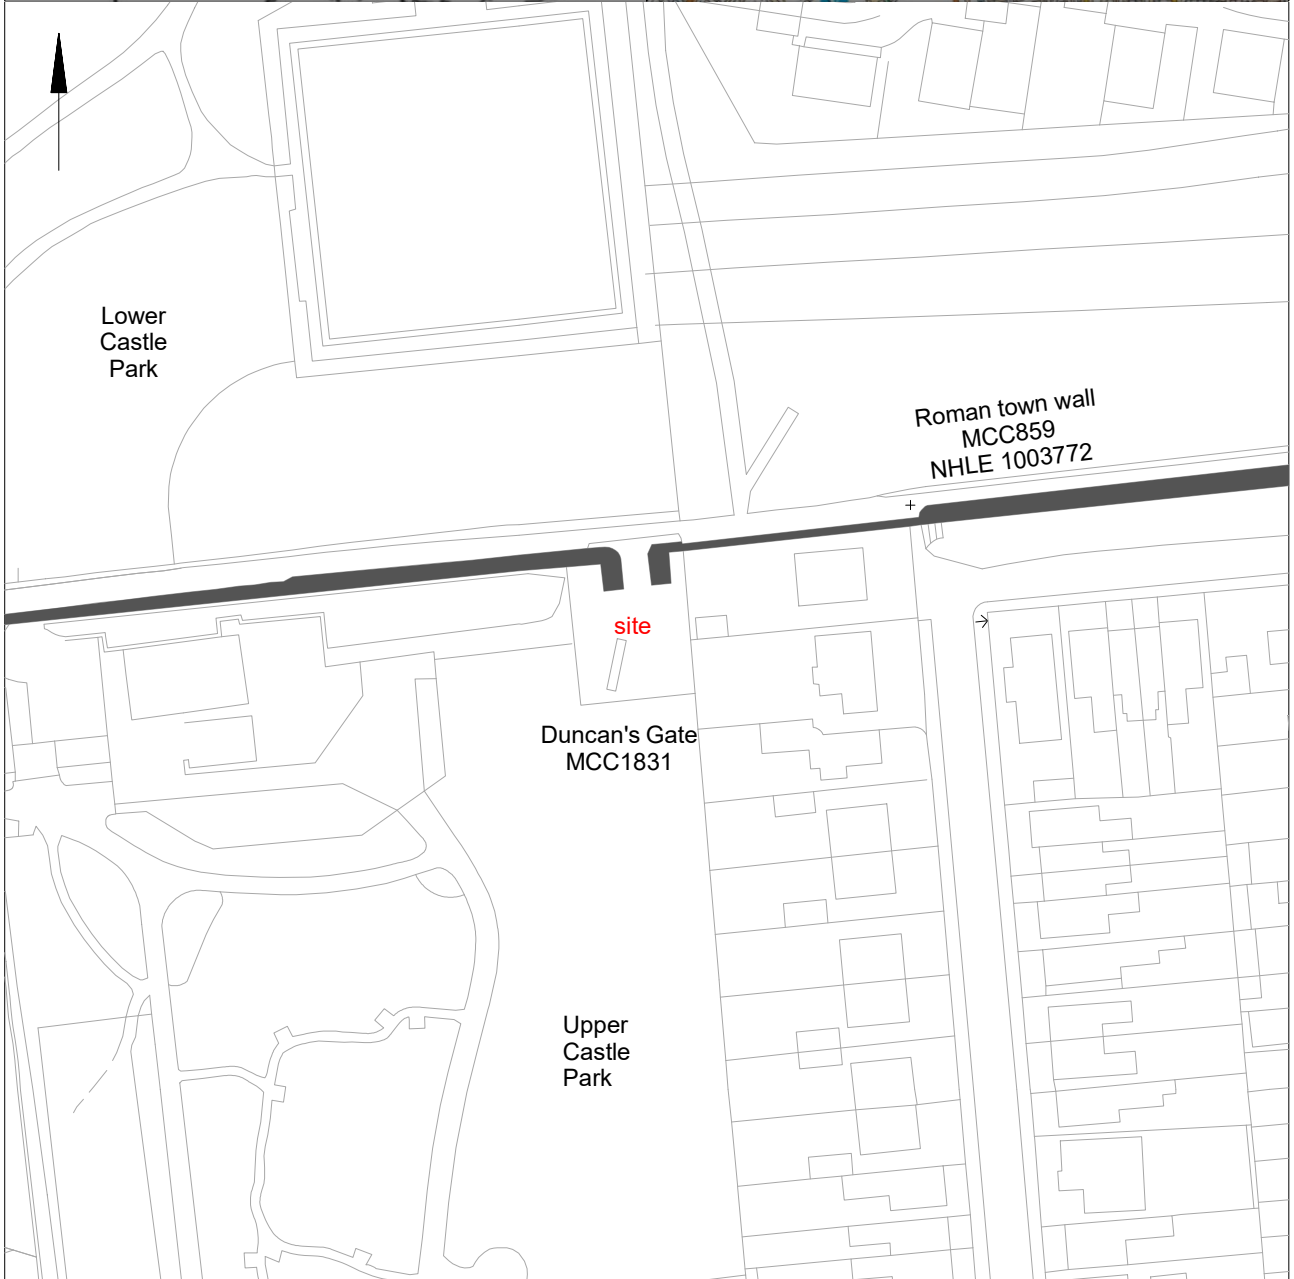 Lower
Castle
Park
Roman town wall
MCC859
NHLE 1003772
site
Duncan's Gate
MCC1831
Upper
Castle
Park